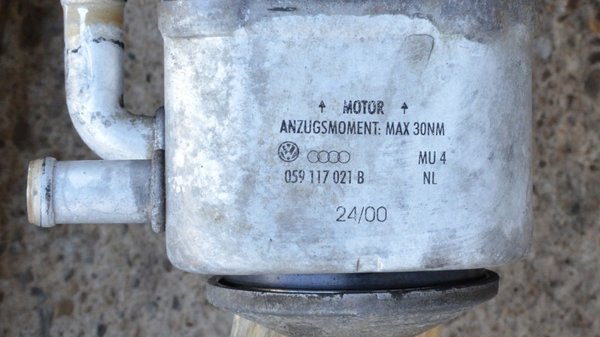 ↑ MOTOR ↑
ANZUGSMOMENT: MAX 30NM
MU 4
059 117 021 B NL
24/00